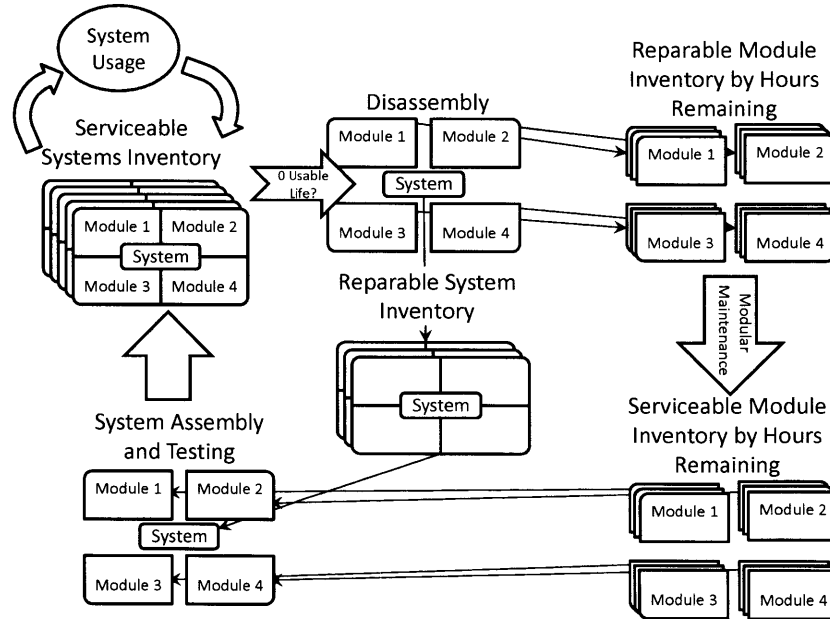 System
Usage
Serviceable
Systems Inventory
Module 1
Module 2
System
Module 3
Module 4
0 Usable
Life?
Disassembly
Module 1
Module 2
System
Module 3
Module 4
Reparable Module
Inventory by Hours
Remaining
Module 1
Module 2
Module 3
Module 4
Modular
Maintenance
Reparable System
Inventory
System
Serviceable Module
Inventory by Hours
Remaining
Module 1
Module 2
Module 3
Module 4
System Assembly
and Testing
Module 1
Module 2
System
Module 3
Module 4